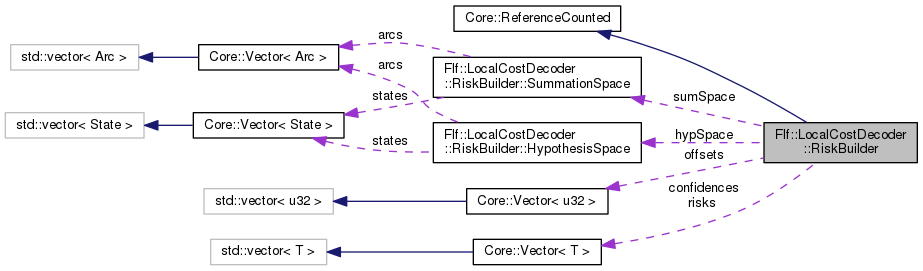 Core::ReferenceCounted
arcs
std::vector< Arc >
Core::Vector< Arc >
Flf::LocalCostDecoder
::RiskBuilder::SummationSpace
arcs
states
sumSpace
std::vector< State >
Core::Vector< State >
Flf::LocalCostDecoder
::RiskBuilder::HypothesisSpace
states
hypSpace
Flf::LocalCostDecoder
::RiskBuilder
offsets
std::vector< u32 >
Core::Vector< u32 >
confidences
risks
std::vector< T >
Core::Vector< T >